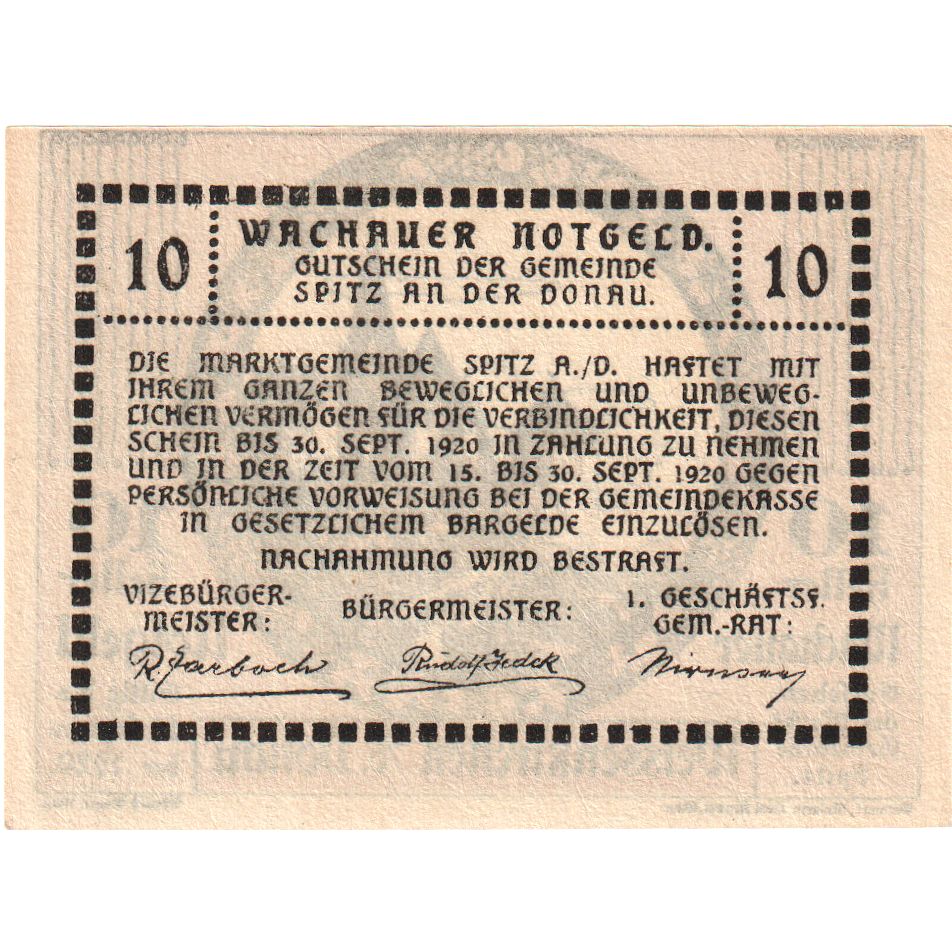 10
WACHAUER NOTGELD.
10
GUTSCHEIN DER GEMEINDE
SPITZ AN DER DONAU.
DIE MARKTGEMEINDE SPITZ A./D. HAFTET MIT
IHREM GANZEN BEWEGLICHEN UND UNBEWEG-
LICHEN VERMÖGEN FÜR DIE VERBINDLICHKEIT, DIESEN
SCHEIN BIS 30. SEPT. 1920 IN ZAHLUNG ZU NEHMEN
UND IN DER ZEIT VOM 15. BIS 30. SEPT. 1920 GEGEN
PERSÖNLICHE VORWEISUNG BEI DER GEMEINDEKASSE
IN GESETZLICHEM BARGELDE EINZULÖSEN.
NACHAHMUNG WIRD BESTRAFT.
VIZEBÜRGER-
MEISTER:
BÜRGERMEISTER:
1. GESCHÄFTSF.
GEM.-RAT:
Rudolf